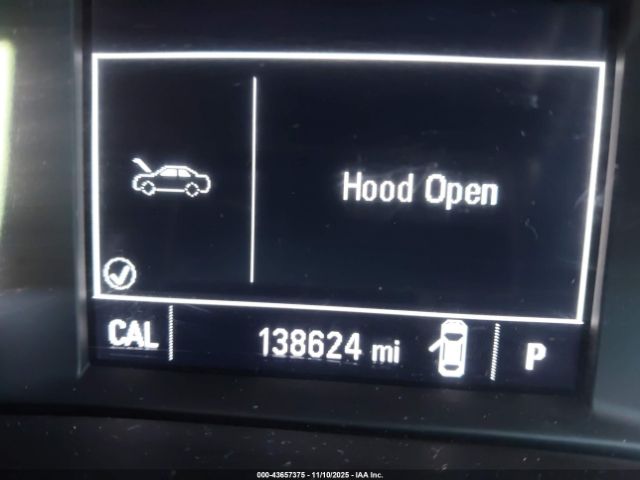 Hood Open
CAL 138624 mi P
000-43657375 - 11/10/2025 - IAA Inc.